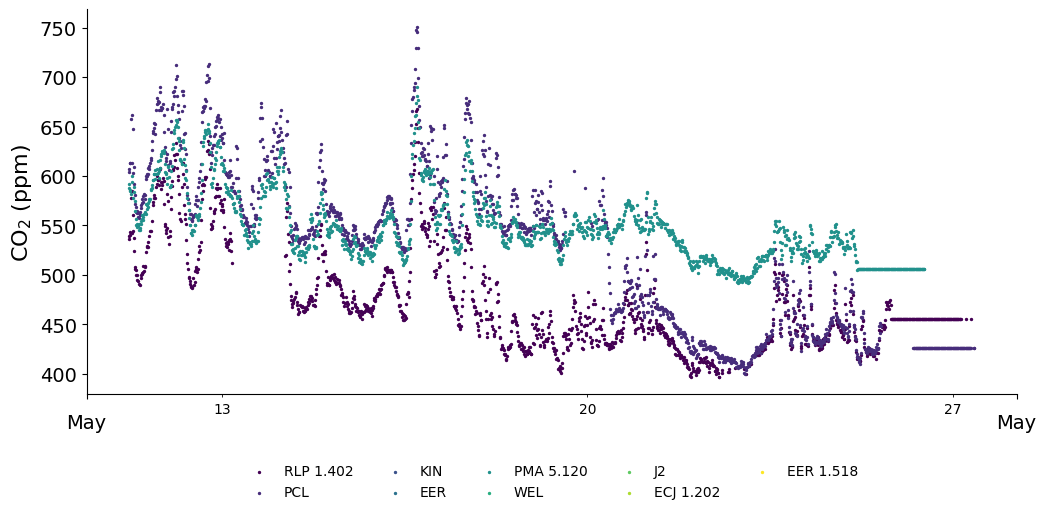 CO2 (ppm)
750
700
650
600
550
500
450
400
13
20
27
May
May
RLP 1.402
KIN
PMA 5.120
J2
EER 1.518
PCL
EER
WEL
ECJ 1.202